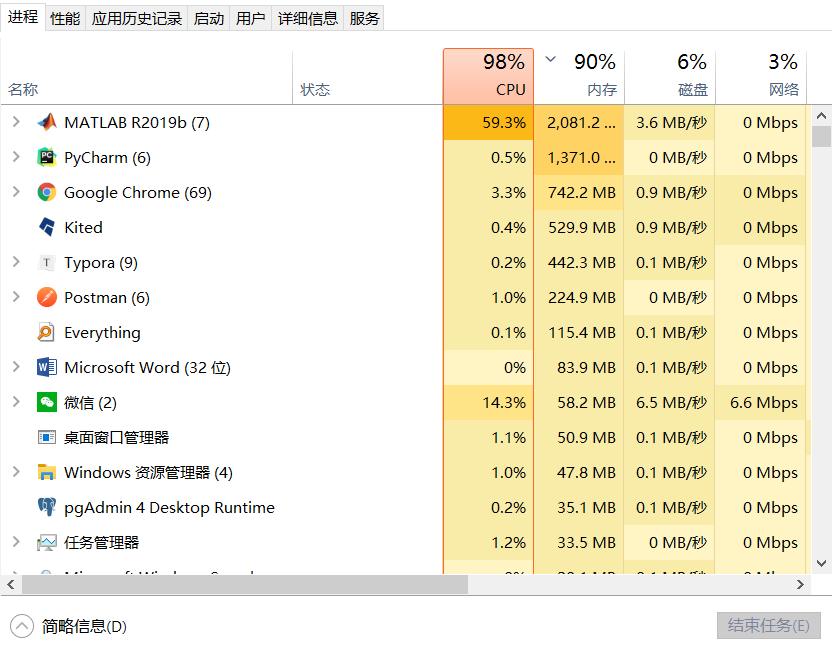 进程 性能 应用历史记录 启动 用户 详细信息 服务
98% 90% 6% 3%
名称 状态 CPU 内存 磁盘 网络
MATLAB R2019b (7) 59.3% 2,081.2 ... 3.6 MB/秒 0 Mbps
PyCharm (6) 0.5% 1,371.0 ... 0 MB/秒 0 Mbps
Google Chrome (69) 3.3% 742.2 MB 0.9 MB/秒 0 Mbps
Kited 0.4% 529.9 MB 0.9 MB/秒 0 Mbps
Typora (9) 0.2% 442.3 MB 0.1 MB/秒 0 Mbps
Postman (6) 1.0% 224.9 MB 0 MB/秒 0 Mbps
Everything 0.1% 115.4 MB 0.1 MB/秒 0 Mbps
Microsoft Word (32 位) 0% 83.9 MB 0.1 MB/秒 0 Mbps
微信 (2) 14.3% 58.2 MB 6.5 MB/秒 6.6 Mbps
桌面窗口管理器 1.1% 50.9 MB 0.1 MB/秒 0 Mbps
Windows 资源管理器 (4) 1.0% 47.8 MB 0.1 MB/秒 0 Mbps
pgAdmin 4 Desktop Runtime 0.2% 35.1 MB 0.1 MB/秒 0 Mbps
任务管理器 1.2% 33.5 MB 0 MB/秒 0 Mbps
简略信息(D) 结束任务(E)